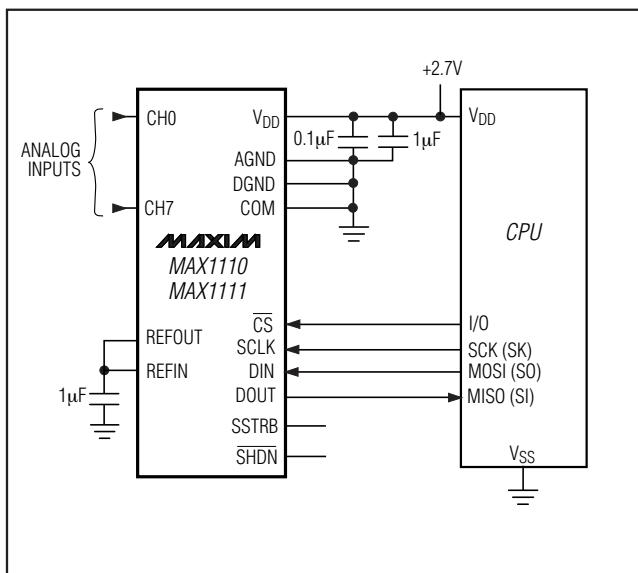 +2.7V
CH0
VDD
VDD
0.1µF
1µF
ANALOG
INPUTS
AGND
DGND
CH7
COM
CPU
MAXIM
MAX1110
MAX1111
CS
I/O
REFOUT
SCLK
SCK (SK)
REFIN
DIN
MOSI (SO)
1µF
DOUT
MISO (SI)
SSTRB
SHDN
VSS